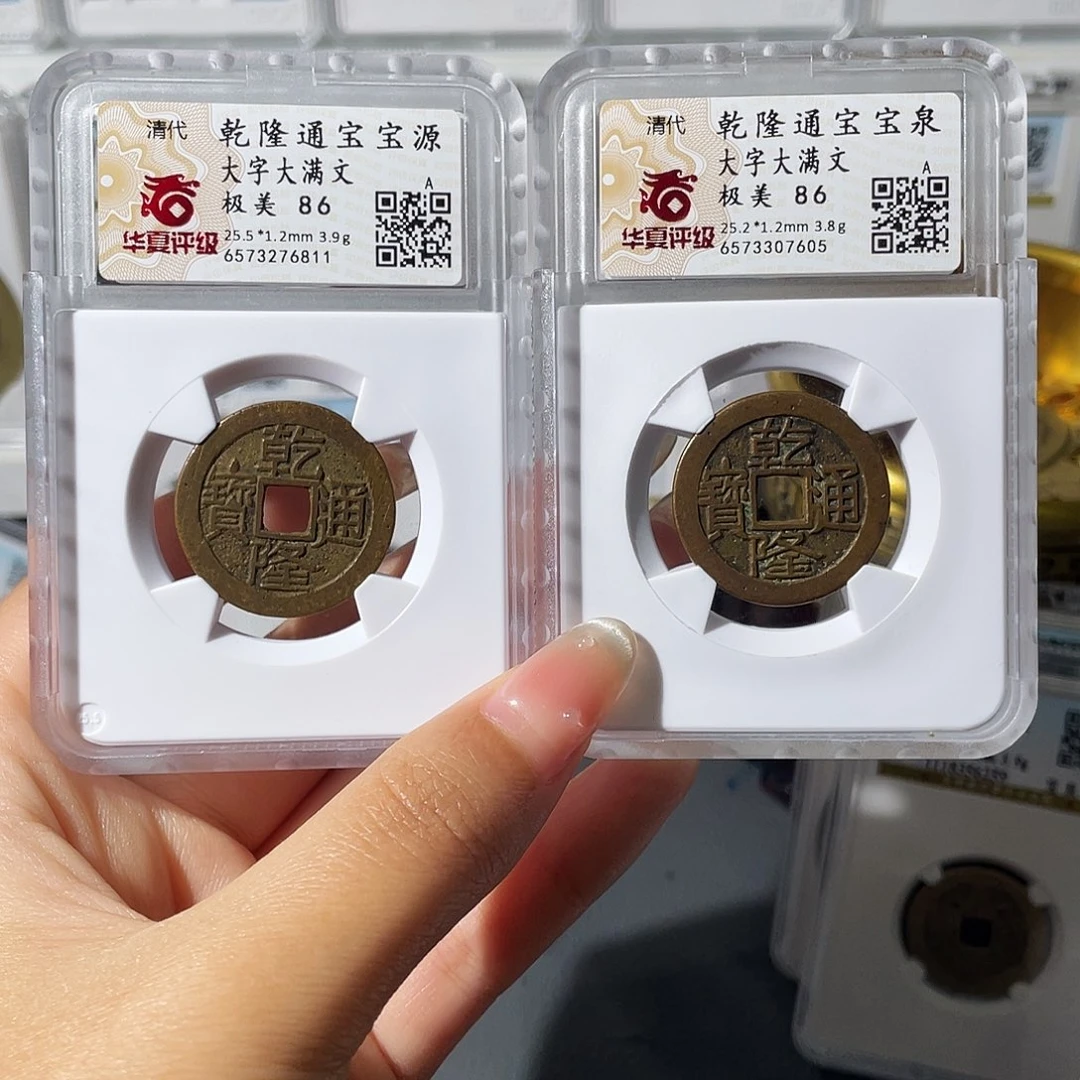 清代
乾隆通宝宝源
大字大满文
极美 86
A
华夏评级
25.5*1.2mm 3.9g
6573276811
清代
乾隆通宝宝泉
大字大满文
极美 86
A
华夏评级
25.2*1.2mm 3.8g
6573307605
乾隆通寶
乾隆通寶